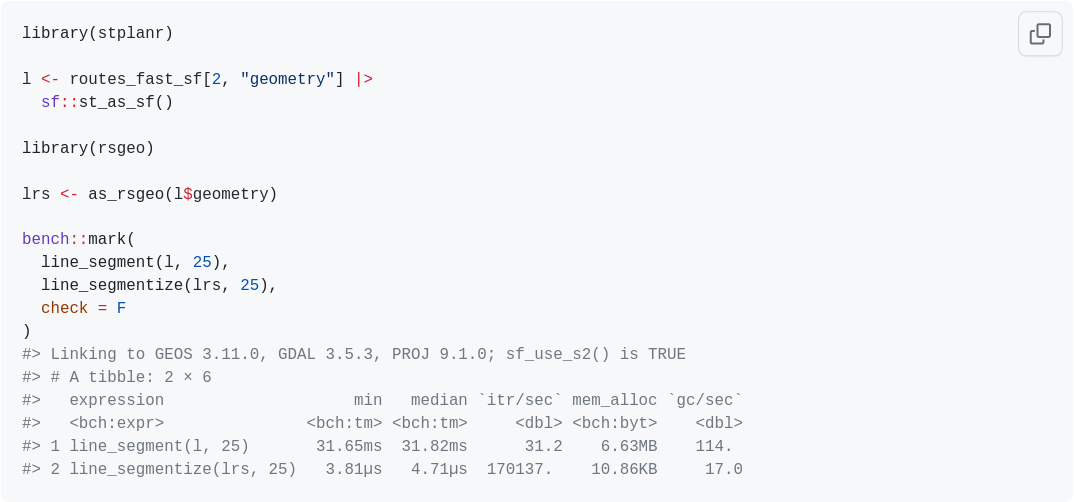 library(stplanr)
l <- routes_fast_sf[2, "geometry"] |>
  sf::st_as_sf()
library(rsgeo)
lrs <- as_rsgeo(l$geometry)
bench::mark(
  line_segment(l, 25),
  line_segmentize(lrs, 25),
  check = F
)
#> Linking to GEOS 3.11.0, GDAL 3.5.3, PROJ 9.1.0; sf_use_s2() is TRUE
#> # A tibble: 2 × 6
#>   expression                    min   median `itr/sec` mem_alloc `gc/sec`
#>   <bch:expr>               <bch:tm> <bch:tm>     <dbl> <bch:byt>    <dbl>
#> 1 line_segment(l, 25)       31.65ms  31.82ms      31.2    6.63MB    114.
#> 2 line_segmentize(lrs, 25)   3.81µs   4.71µs  170137.    10.86KB     17.0